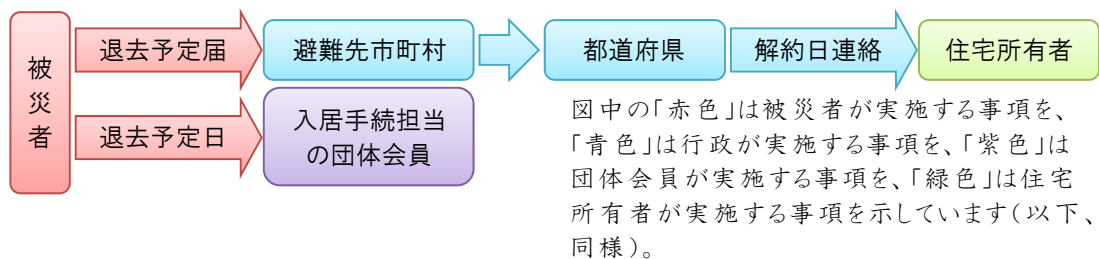 被災者
退去予定届
避難先市町村
都道府県
解約日連絡
住宅所有者
退去予定日
入居手続担当
の団体会員
図中の「赤色」は被災者が実施する事項を、
「青色」は行政が実施する事項を、「紫色」は
団体会員が実施する事項を、「緑色」は住宅
所有者が実施する事項を示しています(以下、
同様)。